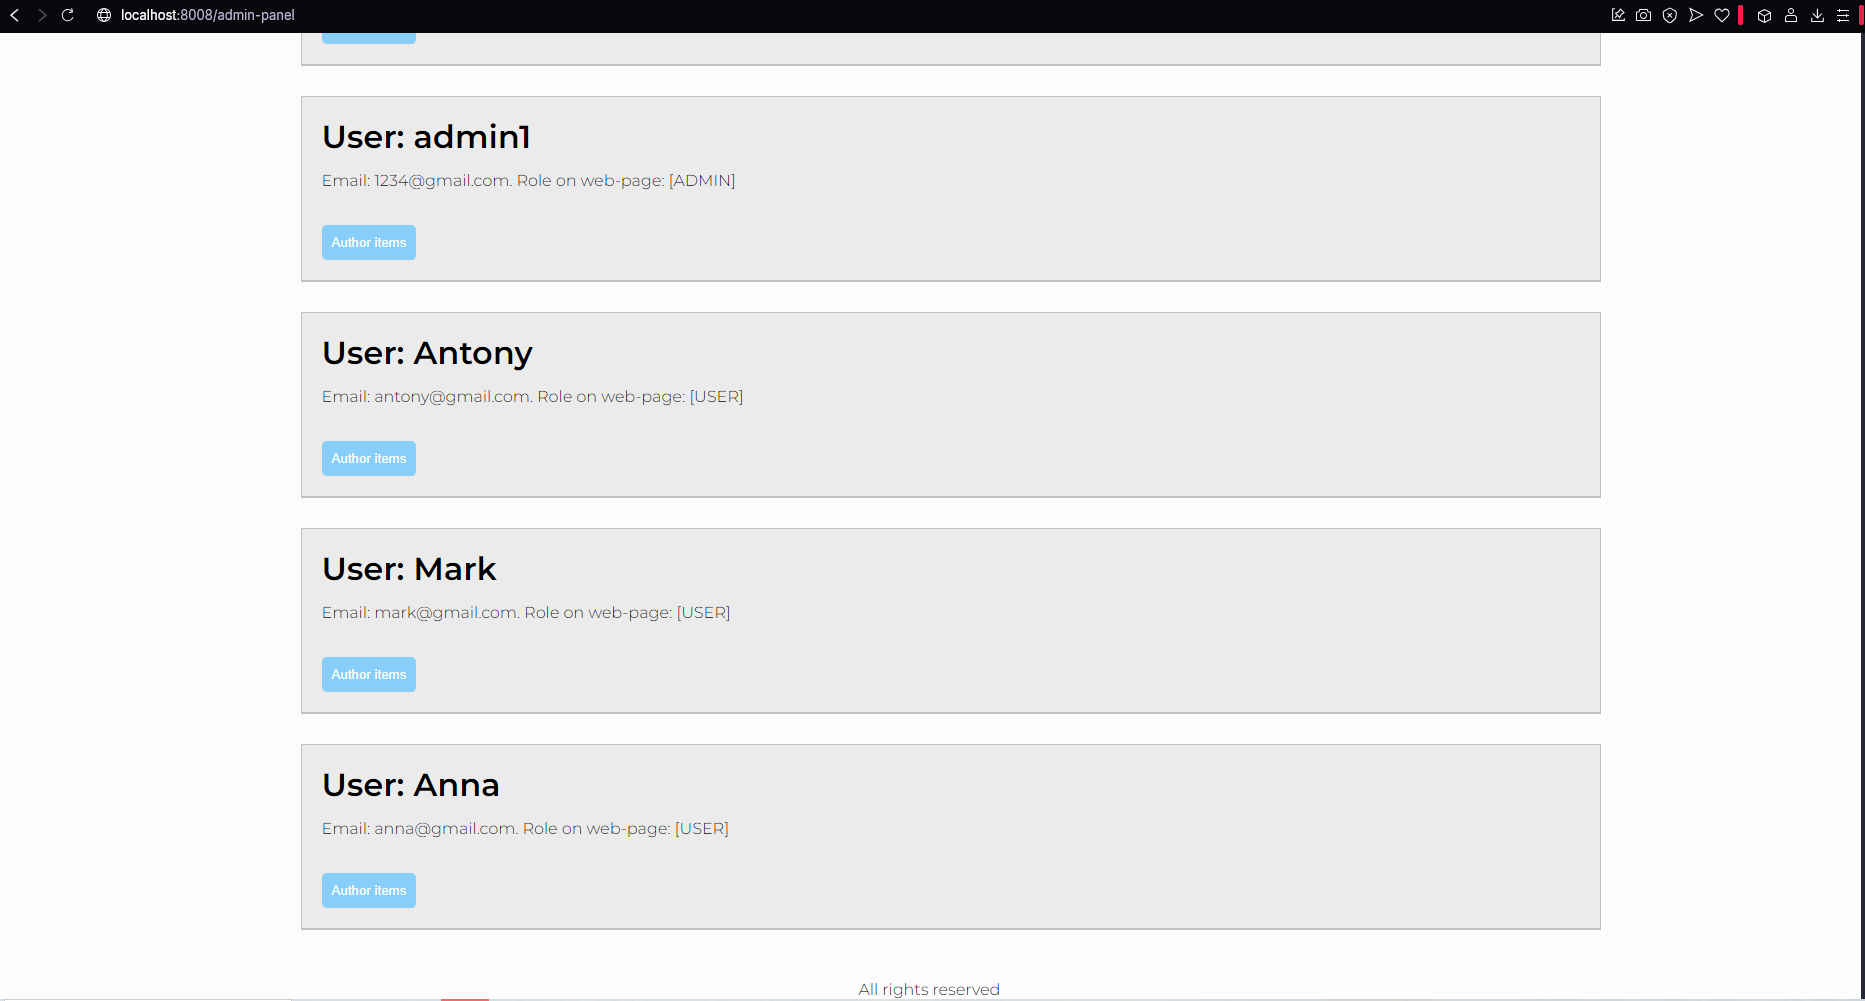 localhost:8008/admin-panel
User: admin1
Email: 1234@gmail.com. Role on web-page: [ADMIN]
Author items
User: Antony
Email: antony@gmail.com. Role on web-page: [USER]
Author items
User: Mark
Email: mark@gmail.com. Role on web-page: [USER]
Author items
User: Anna
Email: anna@gmail.com. Role on web-page: [USER]
Author items
All rights reserved